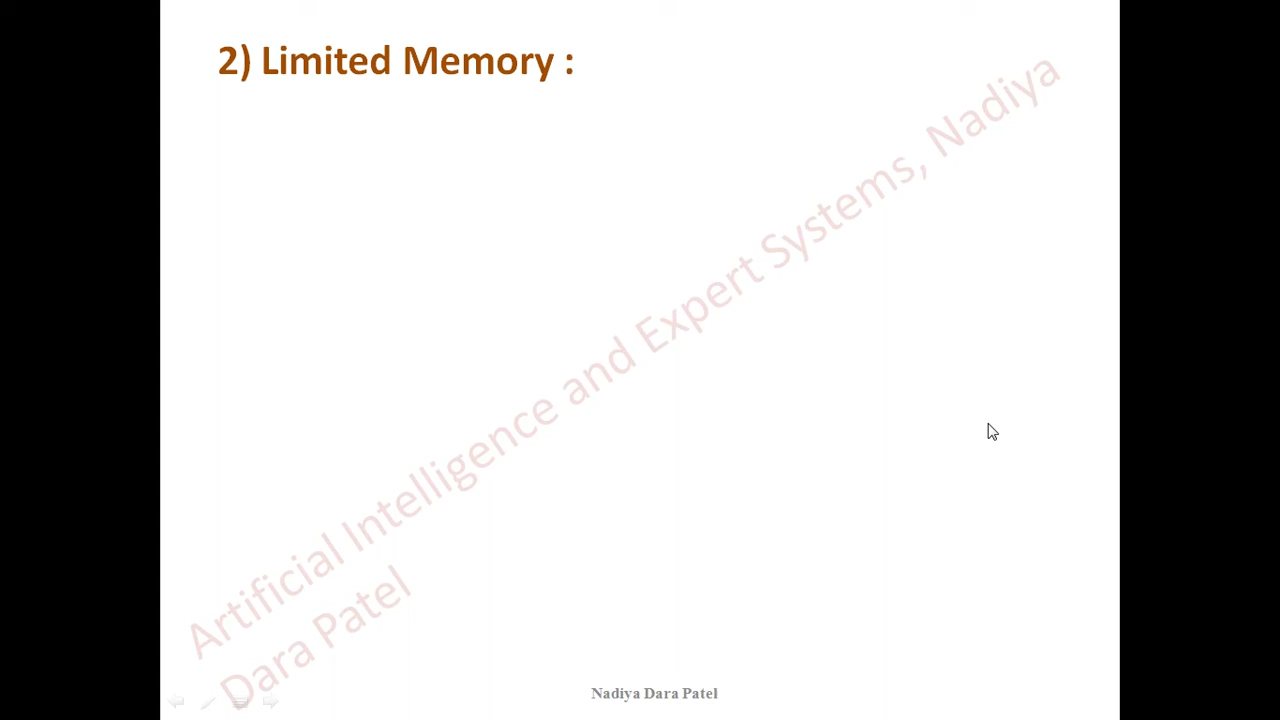 2) Limited Memory :
Artificial Intelligence and Expert Systems, Nadiya
Dara Patel
Nadiya Dara Patel